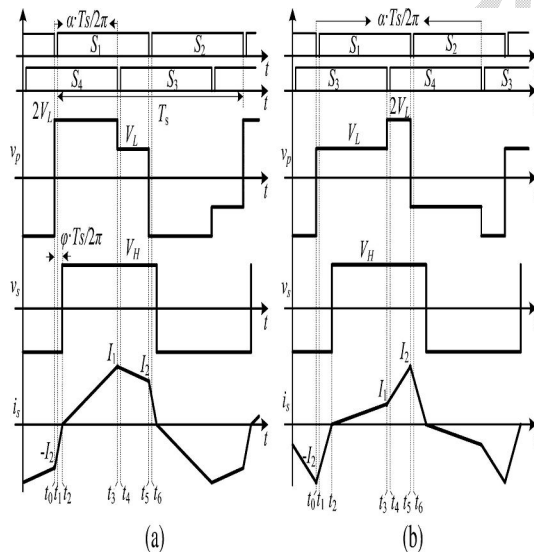 α·Ts/2π
S1
S2
t
S4
S3
t
2VL
Ts
VL
vp
t
φ·Ts/2π
VH
vs
t
I1
I2
is
t
-I2
t0 t1 t2 t3 t4 t5 t6
(a)
α·Ts/2π
S1
S2
t
S3
S4
S3
t
2VL
VL
vp
t
VH
vs
t
I2
I1
is
t
-I2
t0 t1 t2 t3 t4 t5 t6
(b)